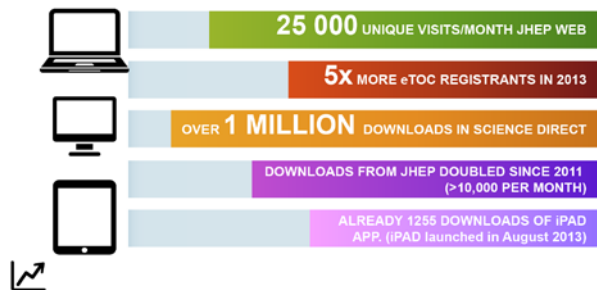 25 000 UNIQUE VISITS/MONTH JHEP WEB
5x MORE eTOC REGISTRANTS IN 2013
OVER 1 MILLION DOWNLOADS IN SCIENCE DIRECT
DOWNLOADS FROM JHEP DOUBLED SINCE 2011
(>10,000 PER MONTH)
ALREADY 1255 DOWNLOADS OF iPAD
APP. (iPAD launched in August 2013)